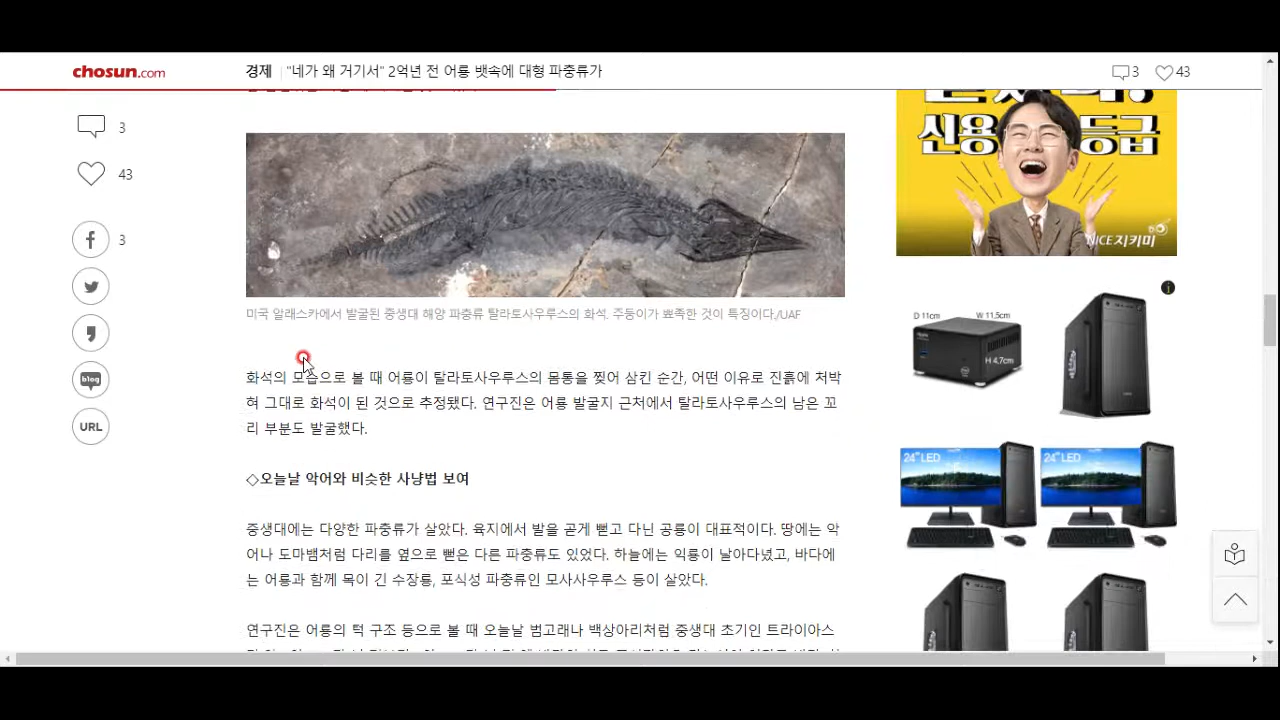 chosun.com
경제 "네가 왜 거기서" 2억년 전 어룡 뱃속에 대형 파충류가
3 43
3
43
3
blog
URL
신용 등급
NICE지키미
미국 알래스카에서 발굴된 중생대 해양 파충류 탈라토사우루스의 화석. 주둥이가 뾰족한 것이 특징이다./UAF
D 11cm W 11.5cm
H 4.7cm
화석의 모습으로 볼 때 어룡이 탈라토사우루스의 몸통을 찢어 삼킨 순간, 어떤 이유로 진흙에 처박
혀 그대로 화석이 된 것으로 추정됐다. 연구진은 어룡 발굴지 근처에서 탈라토사우루스의 남은 꼬
리 부분도 발굴했다.
24" LED 24" LED
◇오늘날 악어와 비슷한 사냥법 보여
중생대에는 다양한 파충류가 살았다. 육지에서 발을 곧게 뻗고 다닌 공룡이 대표적이다. 땅에는 악
어나 도마뱀처럼 다리를 옆으로 뻗은 다른 파충류도 있었다. 하늘에는 익룡이 날아다녔고, 바다에
는 어룡과 함께 목이 긴 수장룡, 포식성 파충류인 모사사우루스 등이 살았다.
연구진은 어룡의 턱 구조 등으로 볼 때 오늘날 범고래나 백상아리처럼 중생대 초기인 트라이아스